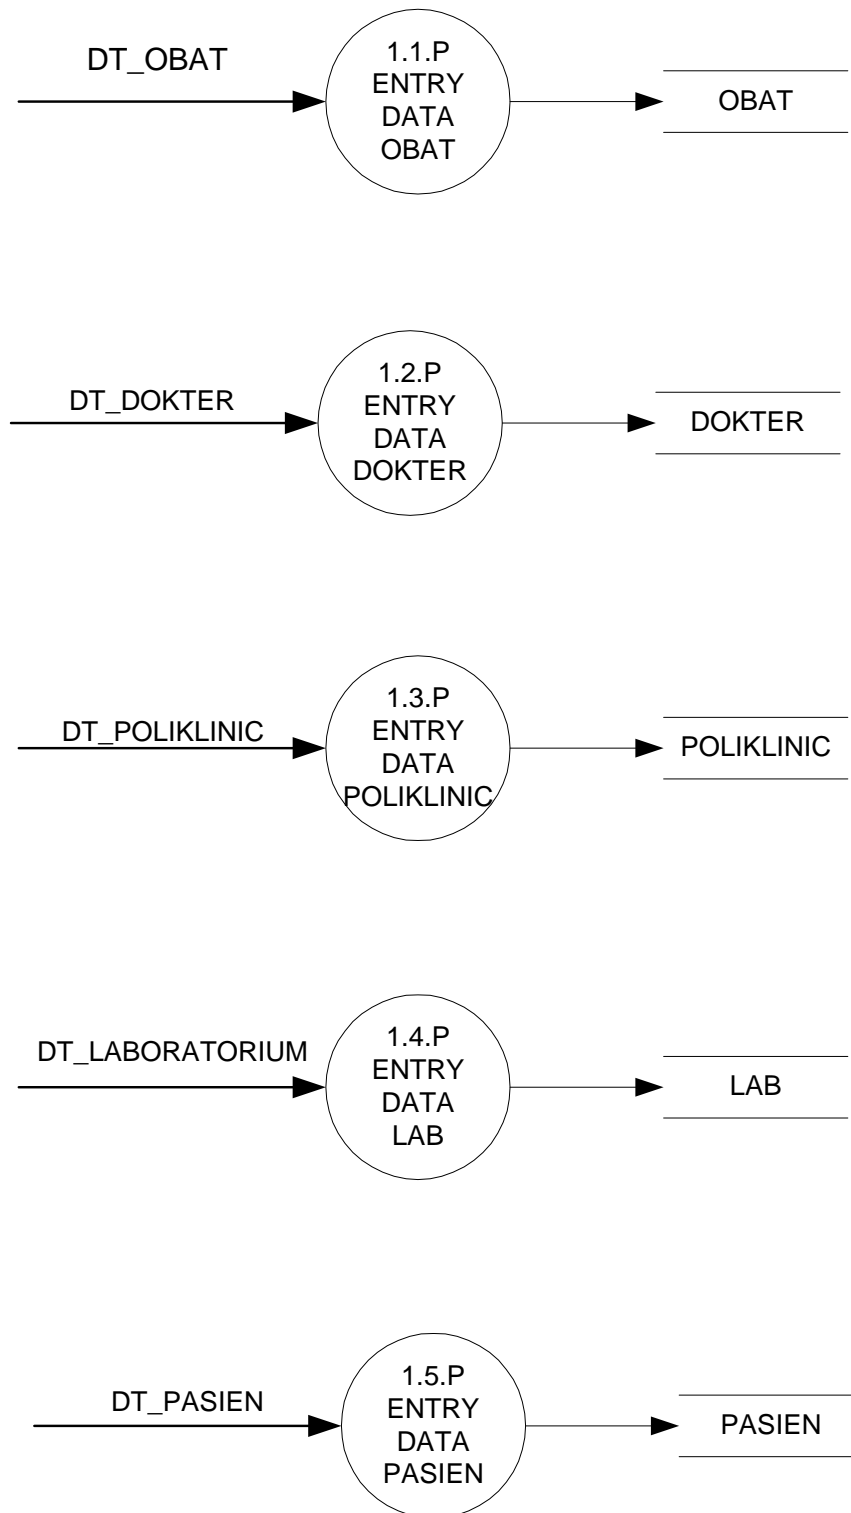 DT_OBAT
1.1.P
ENTRY
DATA
OBAT
OBAT
DT_DOKTER
1.2.P
ENTRY
DATA
DOKTER
DOKTER
DT_POLIKLINIC
1.3.P
ENTRY
DATA
POLIKLINIC
POLIKLINIC
DT_LABORATORIUM
1.4.P
ENTRY
DATA
LAB
LAB
DT_PASIEN
1.5.P
ENTRY
DATA
PASIEN
PASIEN